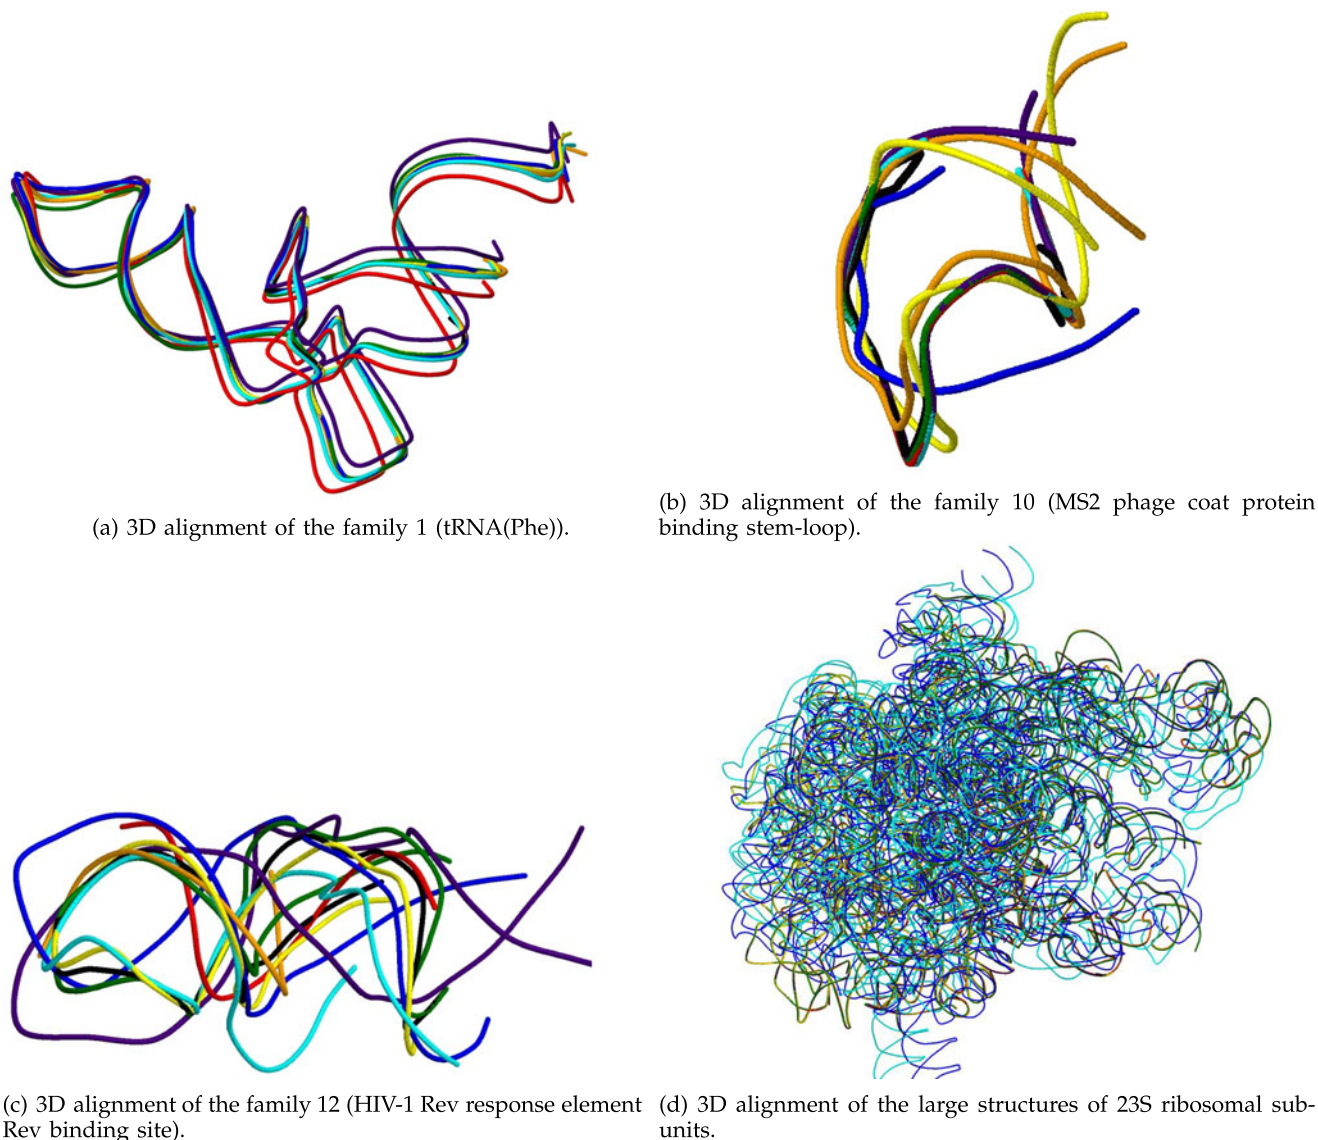 (a) 3D alignment of the family 1 (tRNA(Phe)).
(b) 3D alignment of the family 10 (MS2 phage coat protein
binding stem-loop).
(c) 3D alignment of the family 12 (HIV-1 Rev response element
Rev binding site).
(d) 3D alignment of the large structures of 23S ribosomal sub-
units.